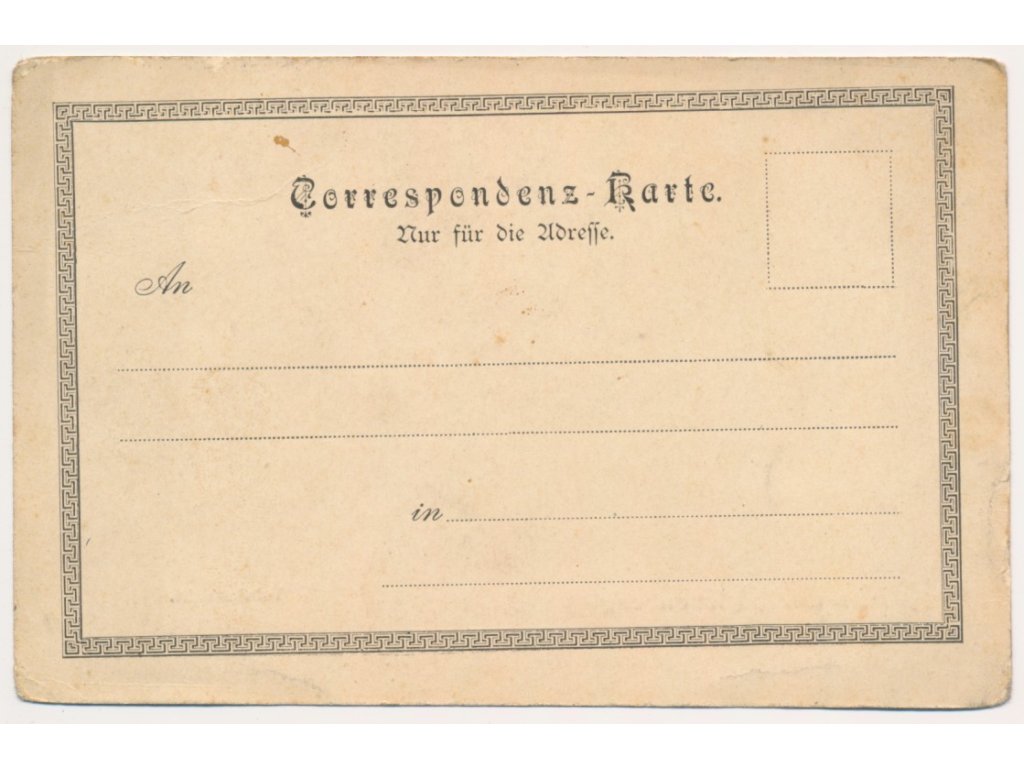 Correspondenz-Karte.
Nur für die Adresse.
An
in